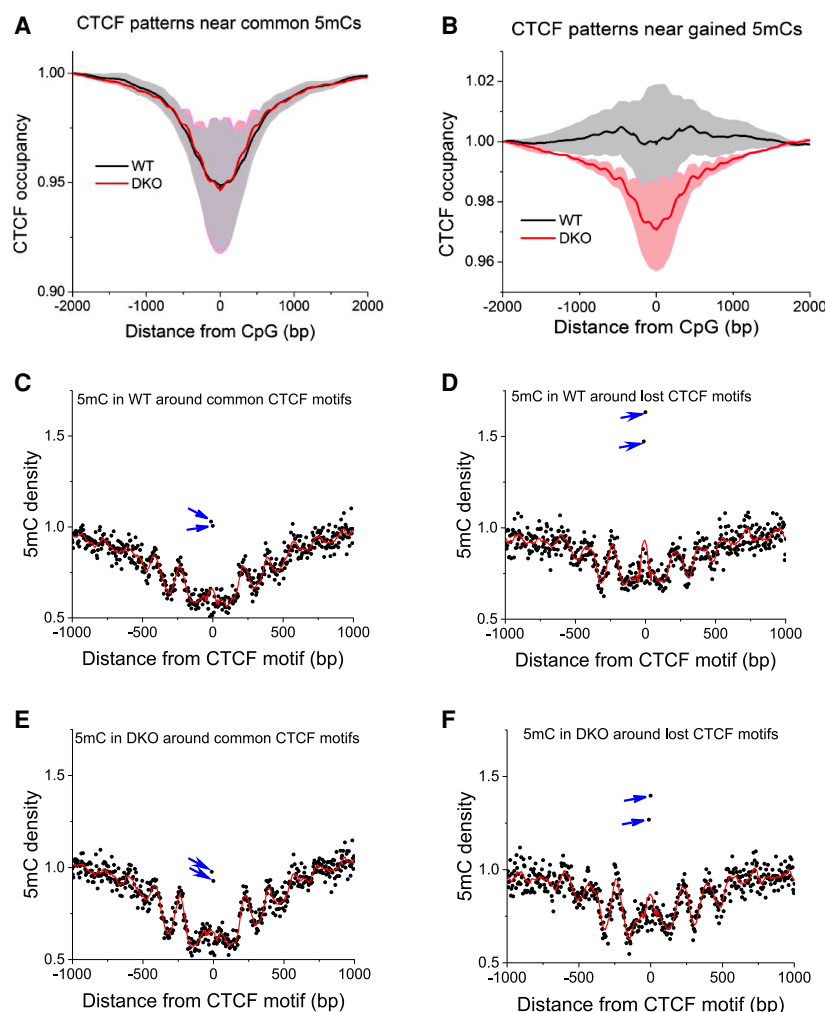 A
CTCF patterns near common 5mCs
1.00
0.95
0.90
CTCF occupancy
WT
DKO
-2000 -1000 0 1000 2000
Distance from CpG (bp)
B
CTCF patterns near gained 5mCs
1.02
1.00
0.98
0.96
CTCF occupancy
WT
DKO
-2000 -1000 0 1000 2000
Distance from CpG (bp)
C
5mC in WT around common CTCF motifs
1.5
1.0
0.5
5mC density
-1000 -500 0 500 1000
Distance from CTCF motif (bp)
D
5mC in WT around lost CTCF motifs
1.5
1.0
0.5
5mC density
-1000 -500 0 500 1000
Distance from CTCF motif (bp)
E
5mC in DKO around common CTCF motifs
1.5
1.0
0.5
5mC density
-1000 -500 0 500 1000
Distance from CTCF motif (bp)
F
5mC in DKO around lost CTCF motifs
1.5
1.0
0.5
5mC density
-1000 -500 0 500 1000
Distance from CTCF motif (bp)